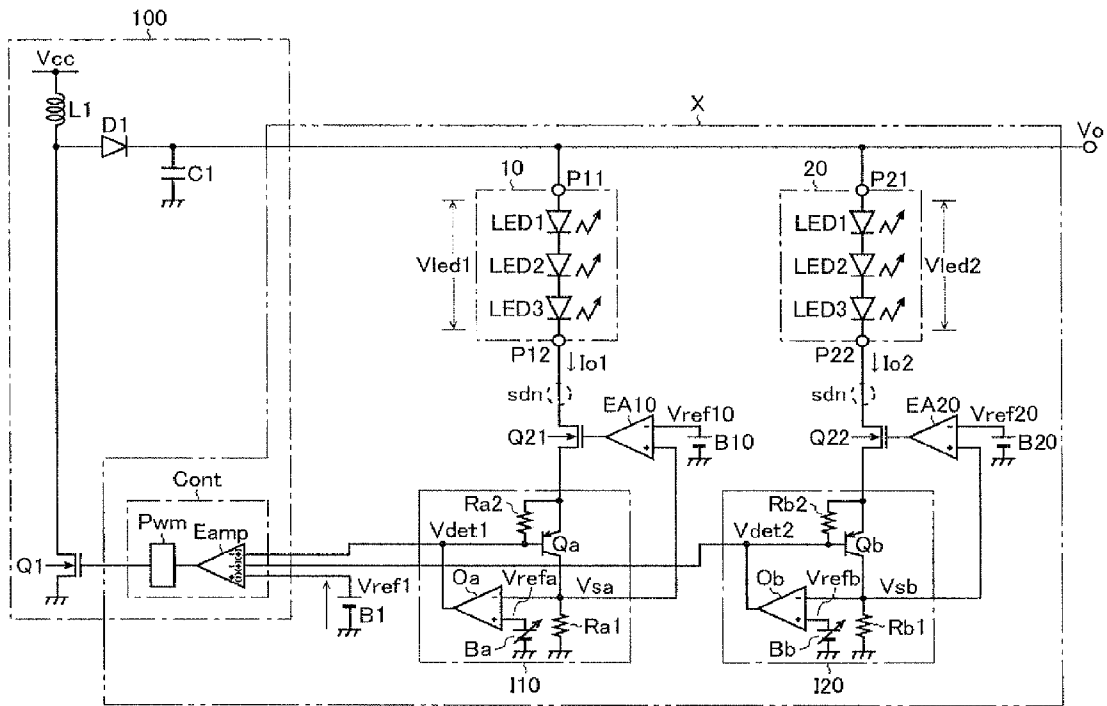 100
Vcc
L1
D1
C1
X
Vo
10
P11
LED1
LED2
LED3
Vled1
P12
↓Io1
sdn
EA10
Vref10
Q21
B10
20
P21
LED1
LED2
LED3
Vled2
P22
↓Io2
sdn
EA20
Vref20
Q22
B20
Cont
Pwm
Eamp
Q1
Vref1
B1
Ra2
Vdet1
Qa
Oa
Vrefa
Vsa
Ba
Ra1
I10
Rb2
Vdet2
Qb
Ob
Vrefb
Vsb
Bb
Rb1
I20